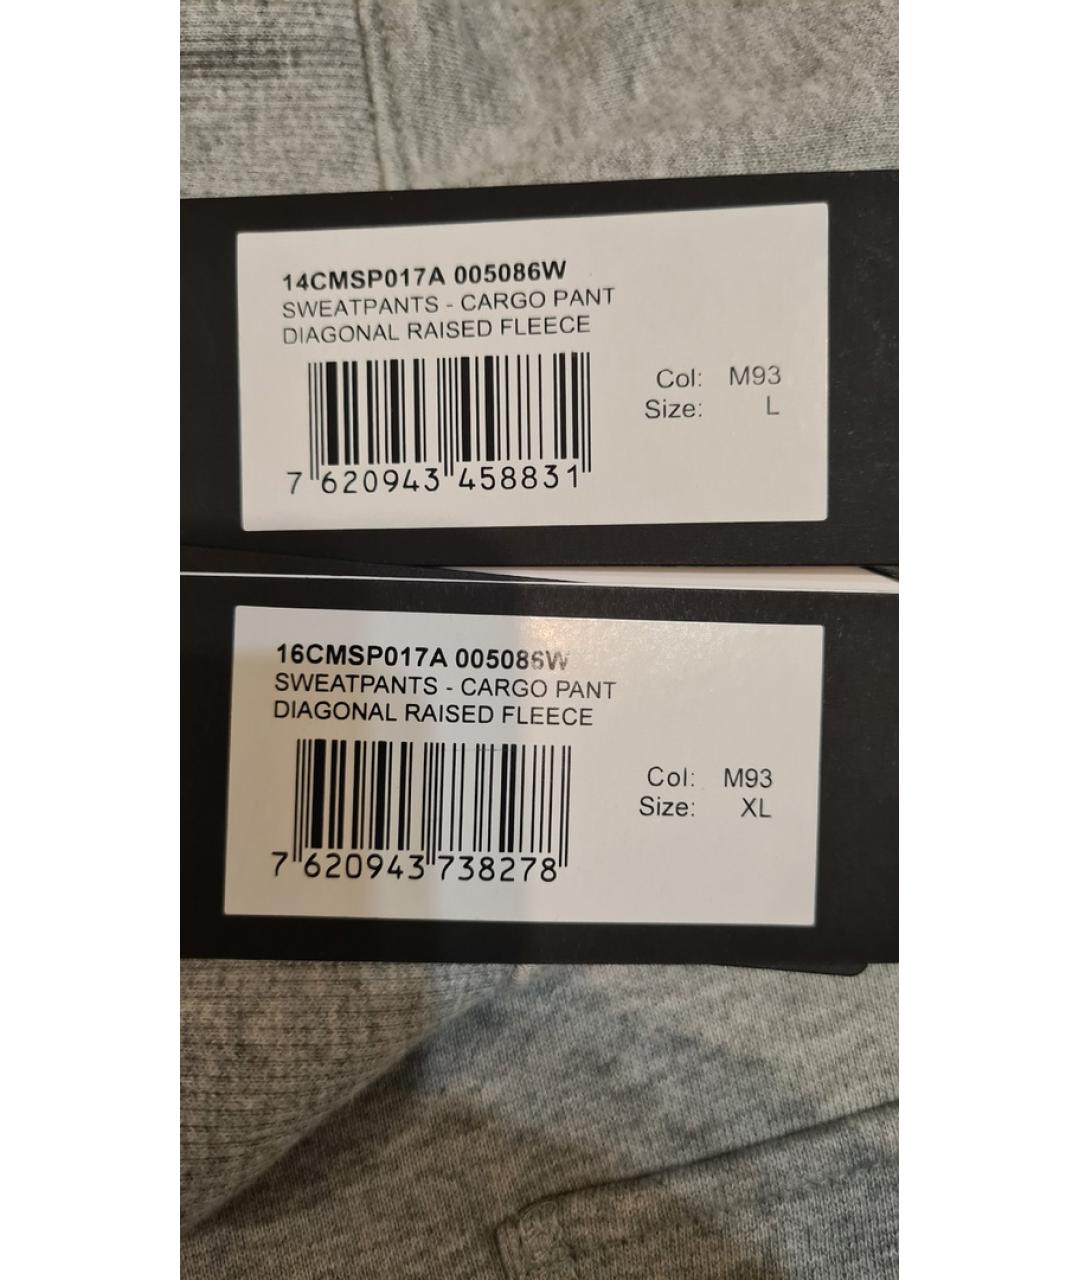 14CMSP017A 005086W
SWEATPANTS - CARGO PANT
DIAGONAL RAISED FLEECE
Col: M93
Size: L
7 620943 458831
16CMSP017A 005086W
SWEATPANTS - CARGO PANT
DIAGONAL RAISED FLEECE
Col: M93
Size: XL
7 620943 738278